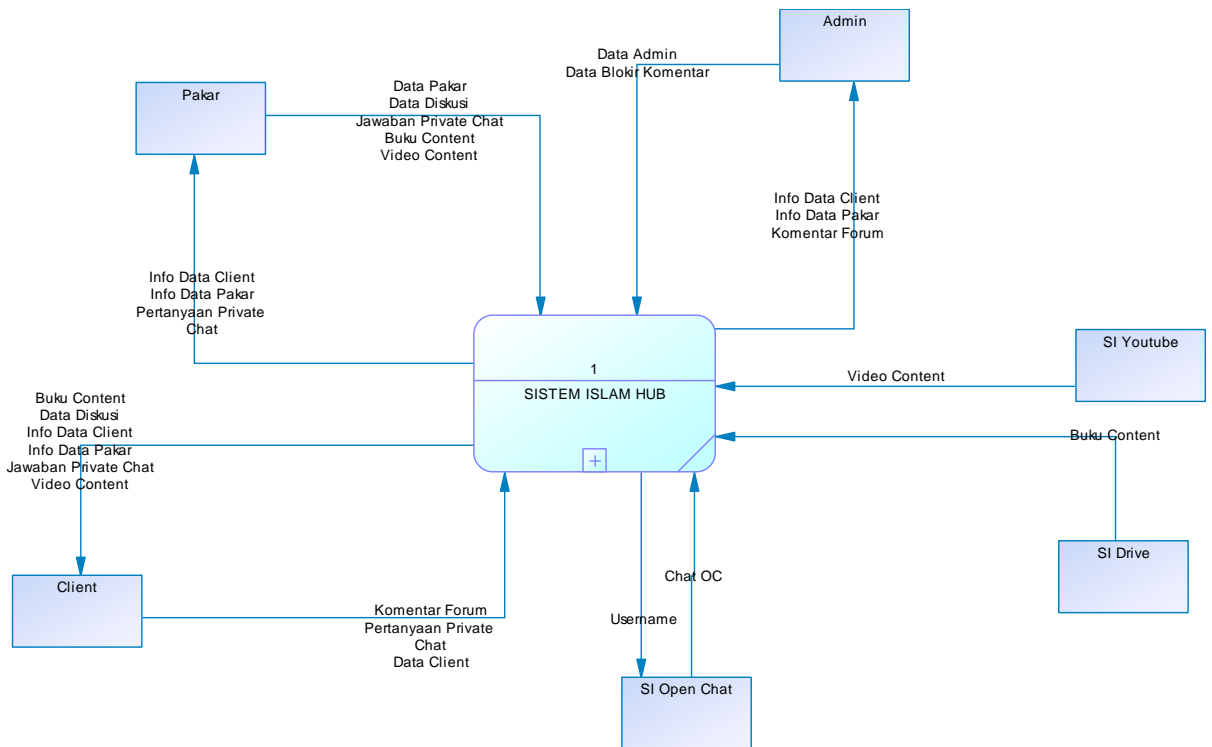 Admin
Data Admin
Data Blokir Komentar
Pakar
Data Pakar
Data Diskusi
Jawaban Private Chat
Buku Content
Video Content
Info Data Client
Info Data Pakar
Komentar Forum
Info Data Client
Info Data Pakar
Pertanyaan Private
Chat
SI Youtube
1
SISTEM ISLAM HUB
Video Content
Buku Content
Data Diskusi
Info Data Client
Info Data Pakar
Jawaban Private Chat
Video Content
Buku Content
SI Drive
Client
Chat OC
Komentar Forum
Pertanyaan Private
Chat
Data Client
Username
SI Open Chat